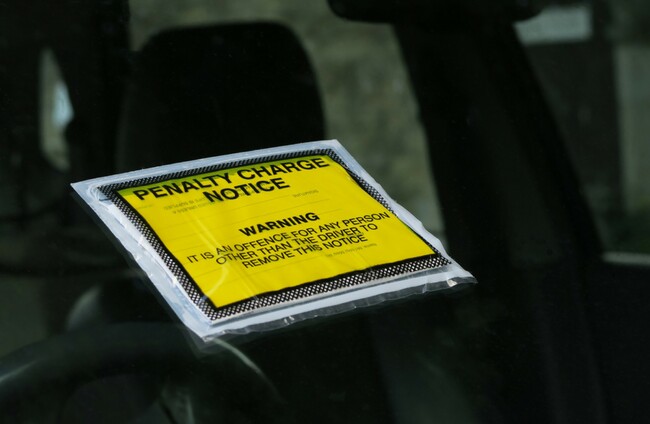 PENALTY CHARGE
NOTICE
WARNING
IT IS AN OFFENCE FOR ANY PERSON
OTHER THAN THE DRIVER TO
REMOVE THIS NOTICE